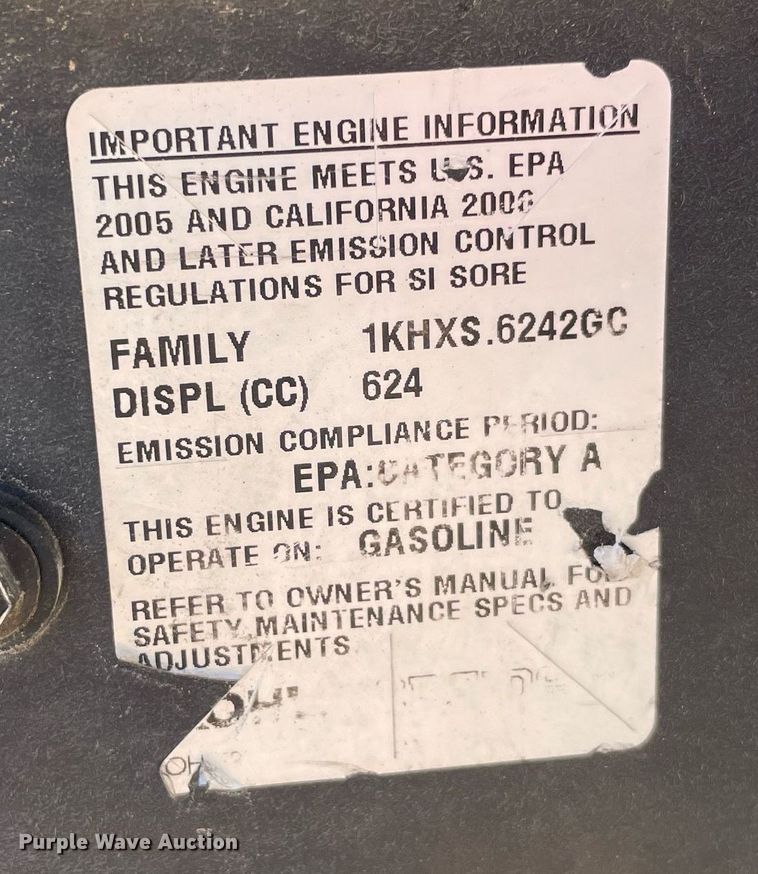 IMPORTANT ENGINE INFORMATION
THIS ENGINE MEETS U.S. EPA
2005 AND CALIFORNIA 2006
AND LATER EMISSION CONTROL
REGULATIONS FOR SI SORE
FAMILY 1KHXS.6242GC
DISPL (CC) 624
EMISSION COMPLIANCE PERIOD:
EPA:CATEGORY A
THIS ENGINE IS CERTIFIED TO
OPERATE ON: GASOLINE
REFER TO OWNER'S MANUAL FOR
SAFETY, MAINTENANCE SPECS AND
ADJUSTMENTS
Purple Wave Auction